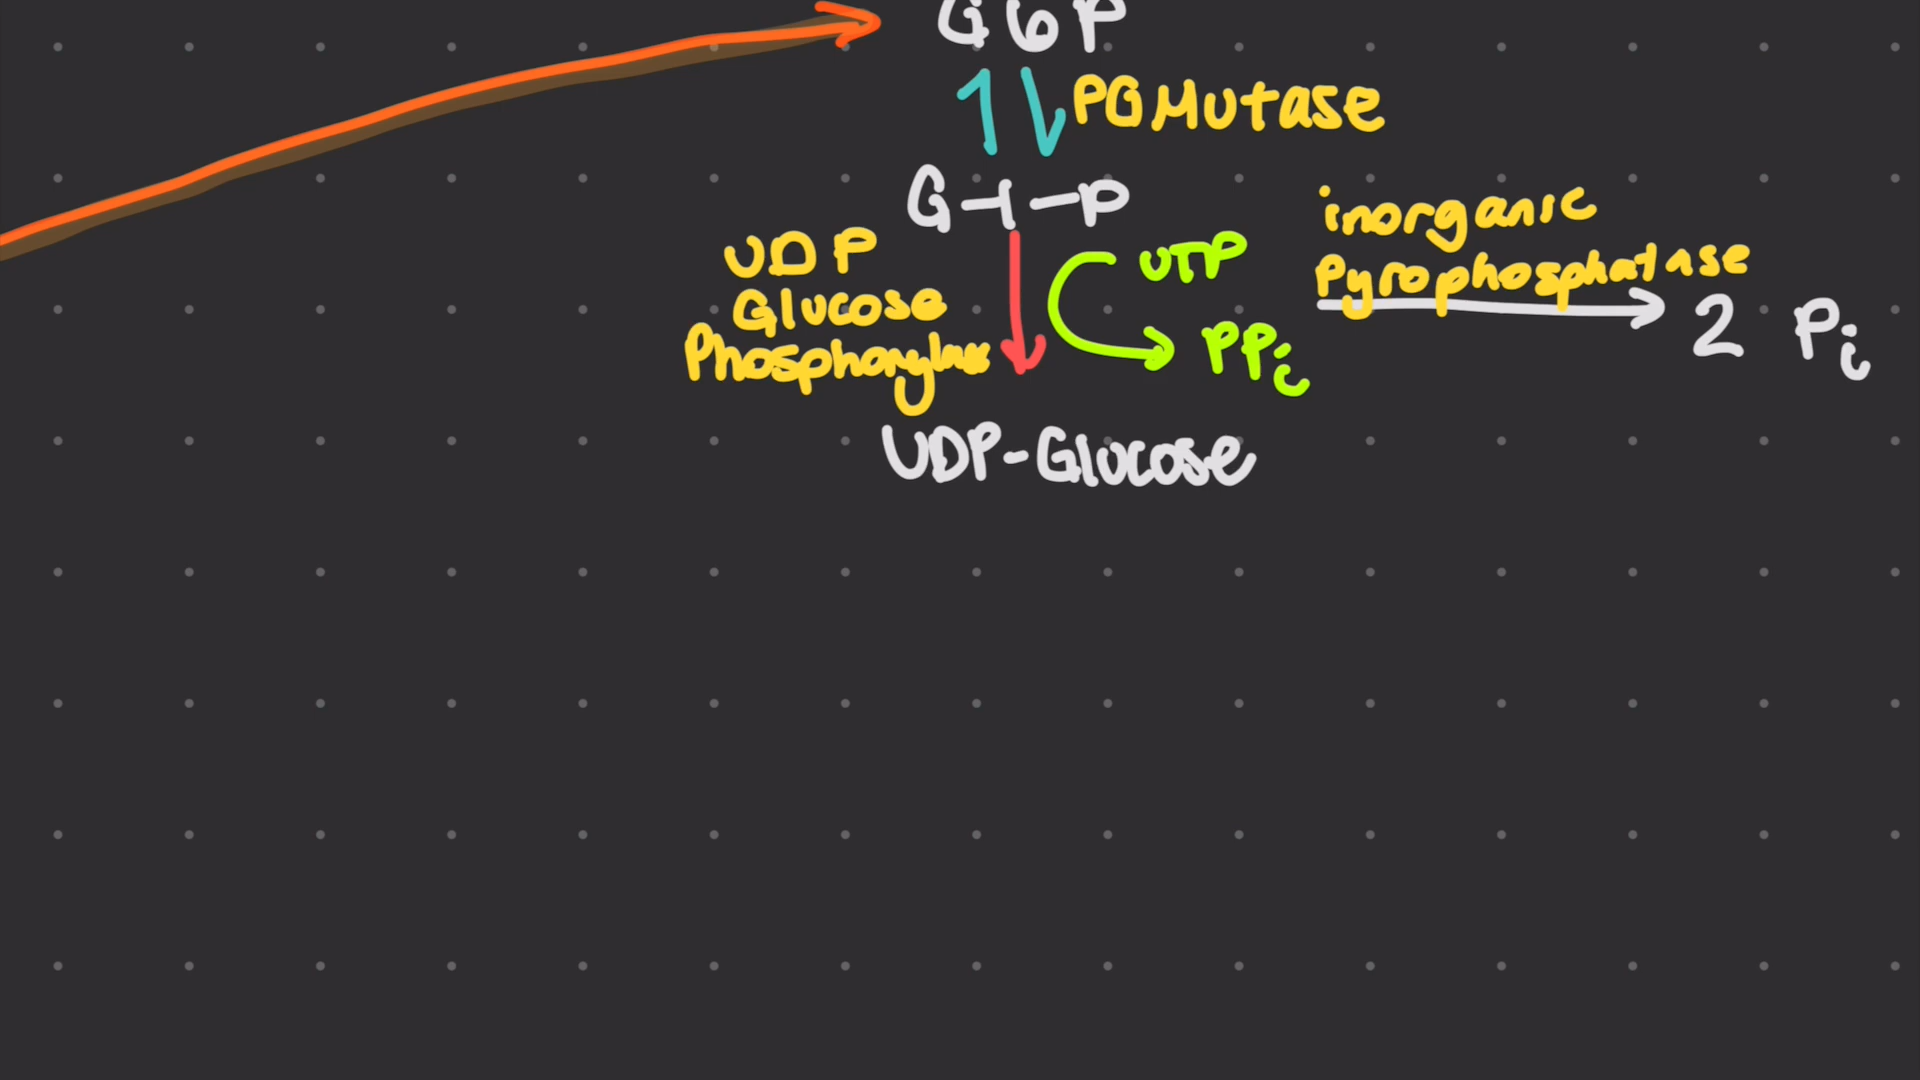 G6P
PGMutase
G-1-P
inorganic
Pyrophosphatase
UDP
Glucose
Phosphorylase
UTP
PPi
2 Pi
UDP-Glucose